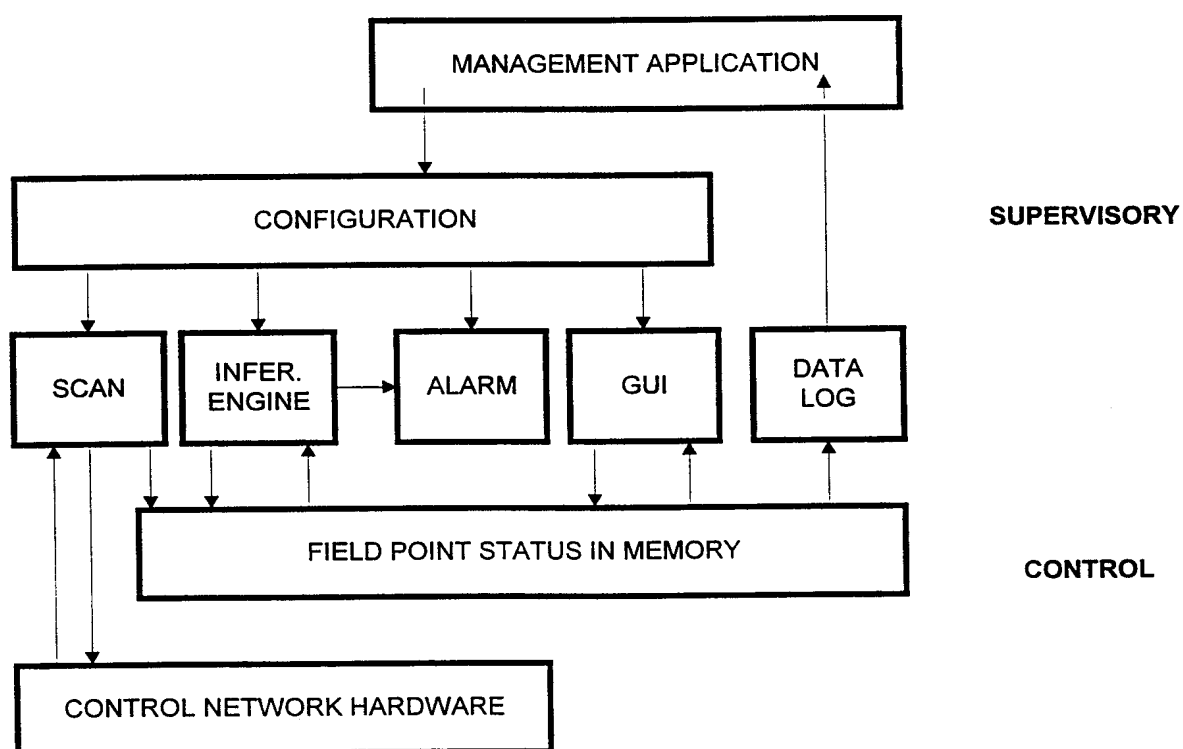 MANAGEMENT APPLICATION
CONFIGURATION
SUPERVISORY
SCAN
INFER.
ENGINE
ALARM
GUI
DATA
LOG
FIELD POINT STATUS IN MEMORY
CONTROL
CONTROL NETWORK HARDWARE